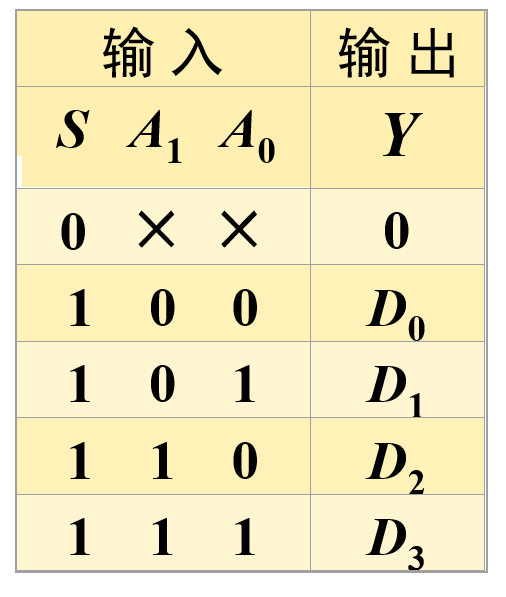 输入 输出
S A₁ A₀ Y
0 × × 0
1 0 0 D₀
1 0 1 D₁
1 1 0 D₂
1 1 1 D₃